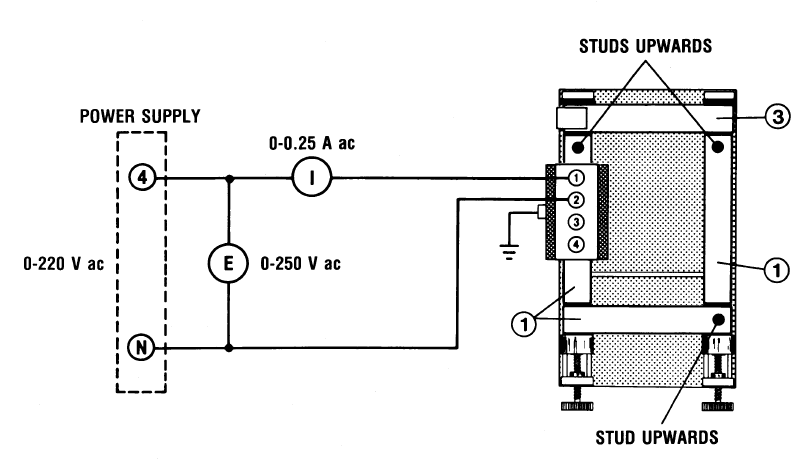 STUDS UPWARDS
POWER SUPPLY
3
0-0.25 A ac
4
I
1
2
3
4
0-220 V ac
E
0-250 V ac
1
1
N
STUD UPWARDS